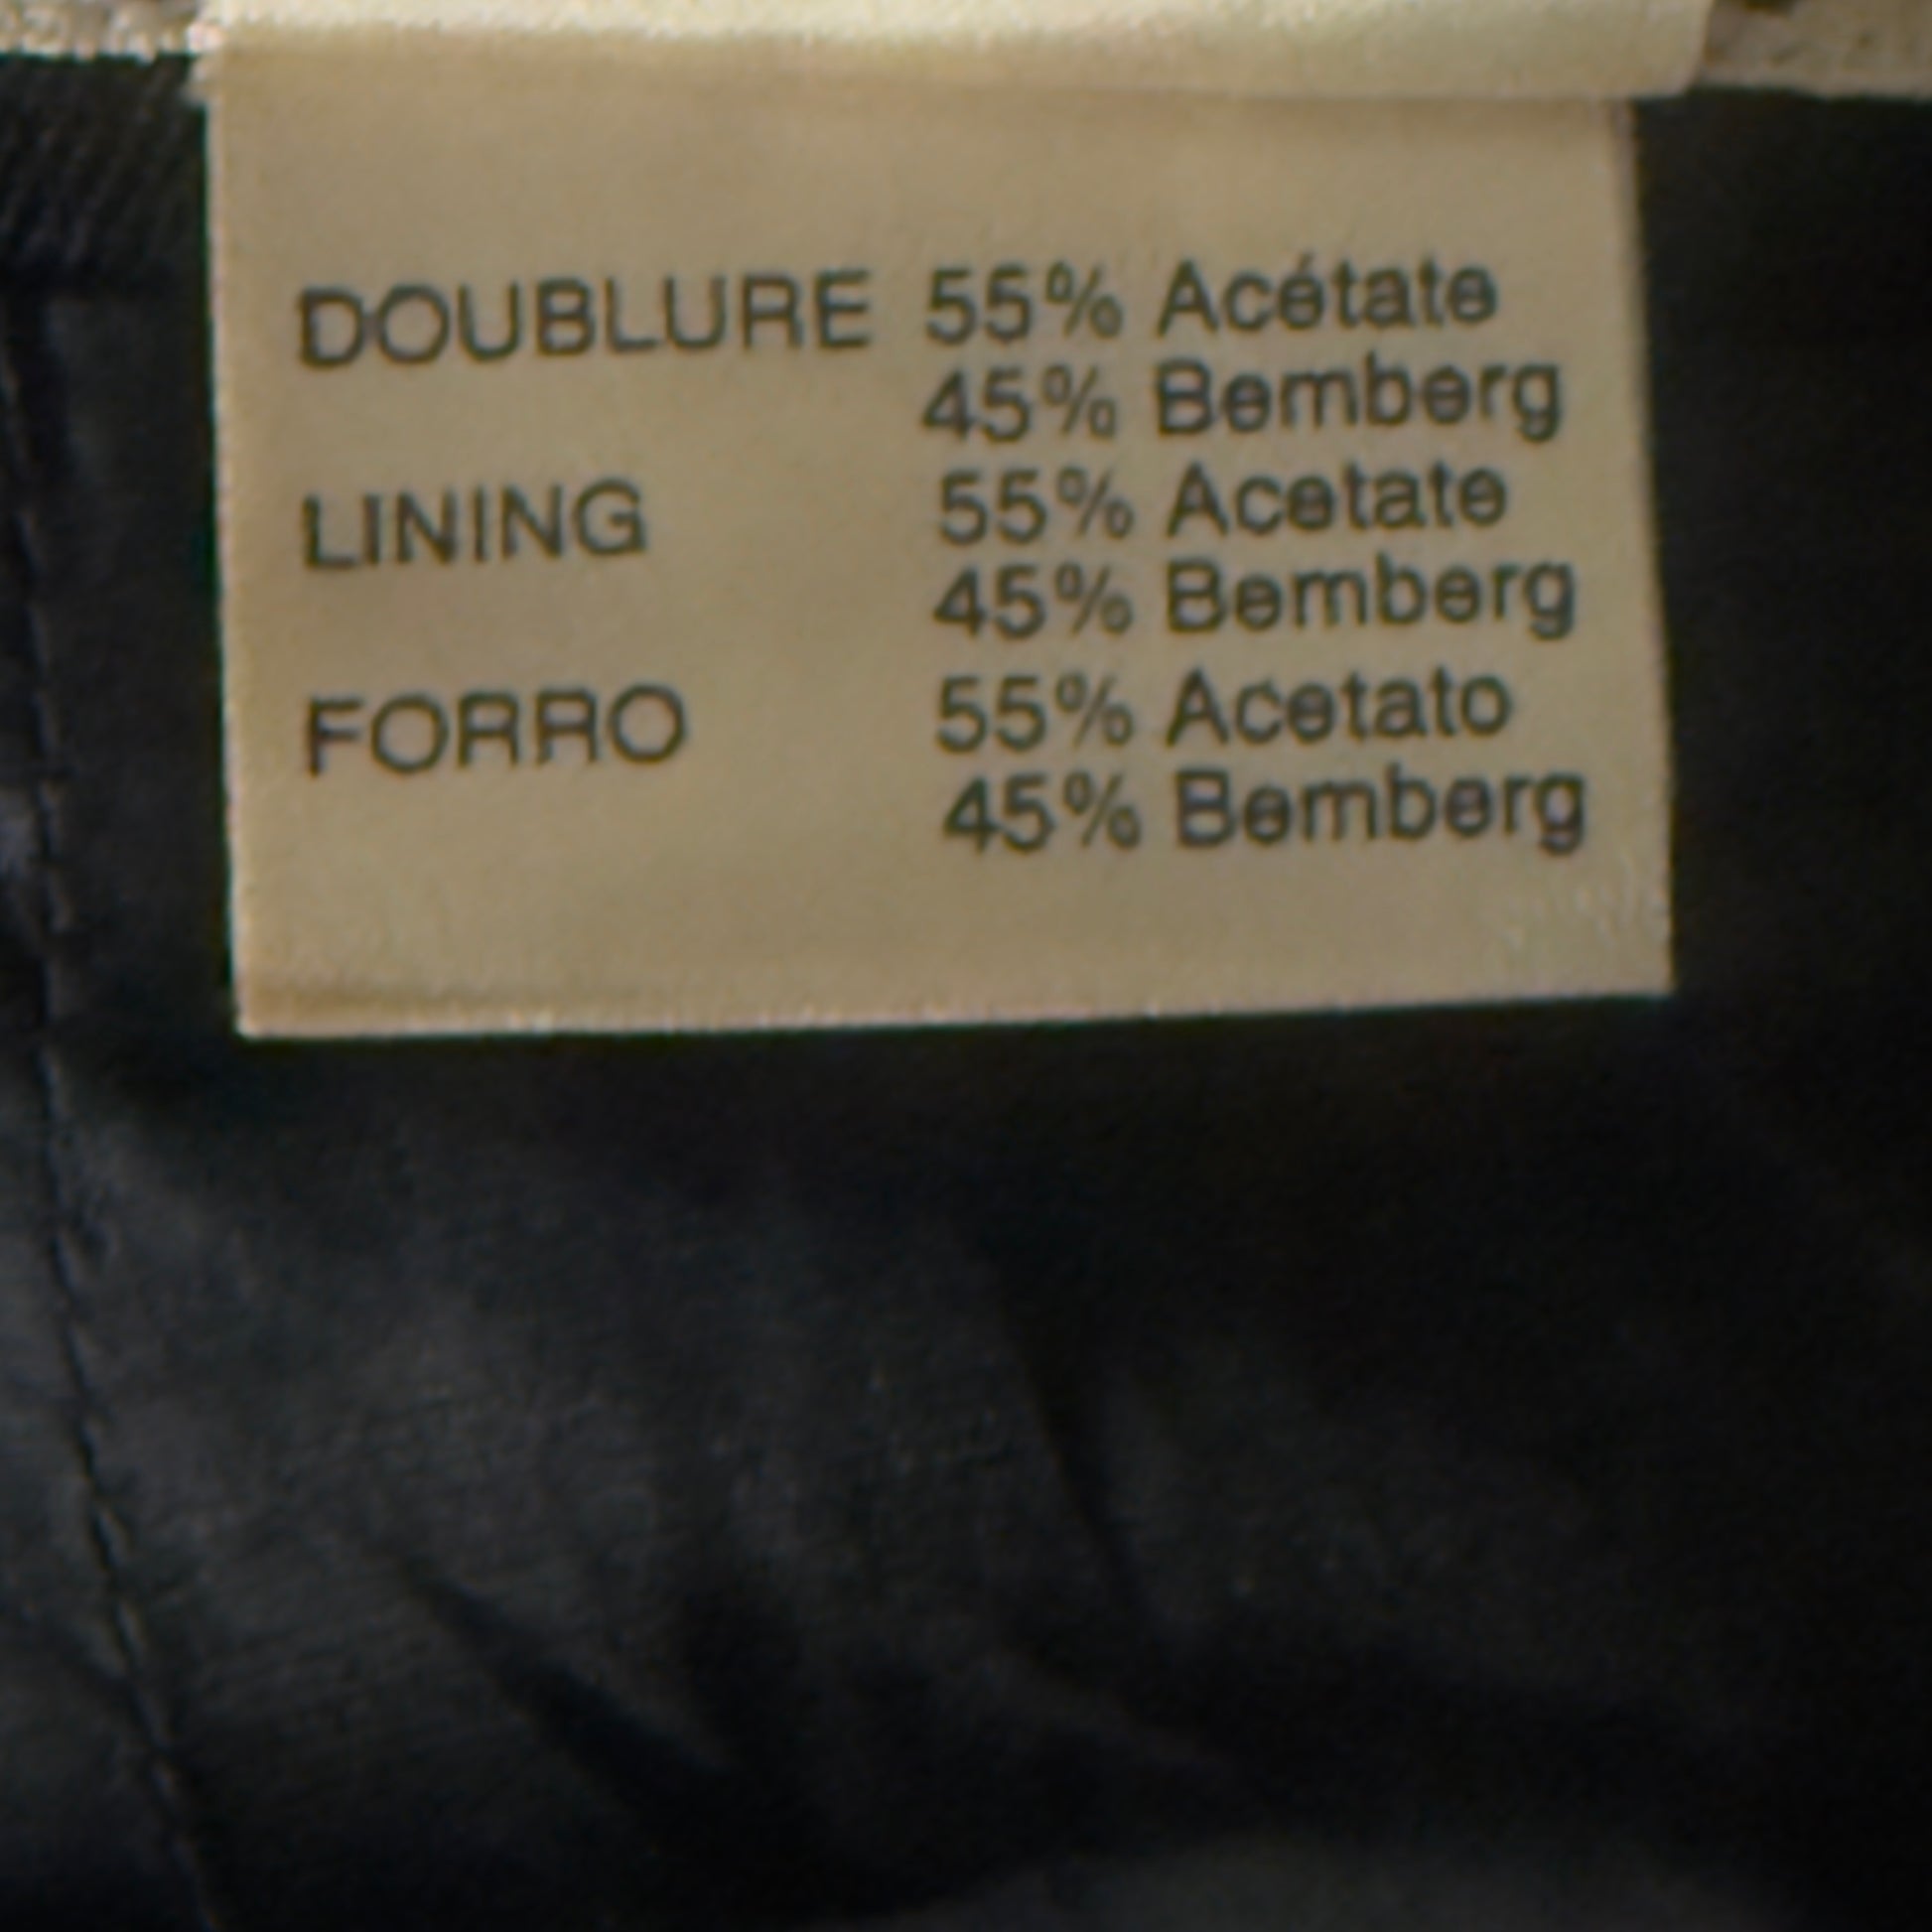 DOUBLURE 55% Acétate
45% Bemberg
LINING 55% Acetate
45% Bemberg
FORRO 55% Acetato
45% Bemberg